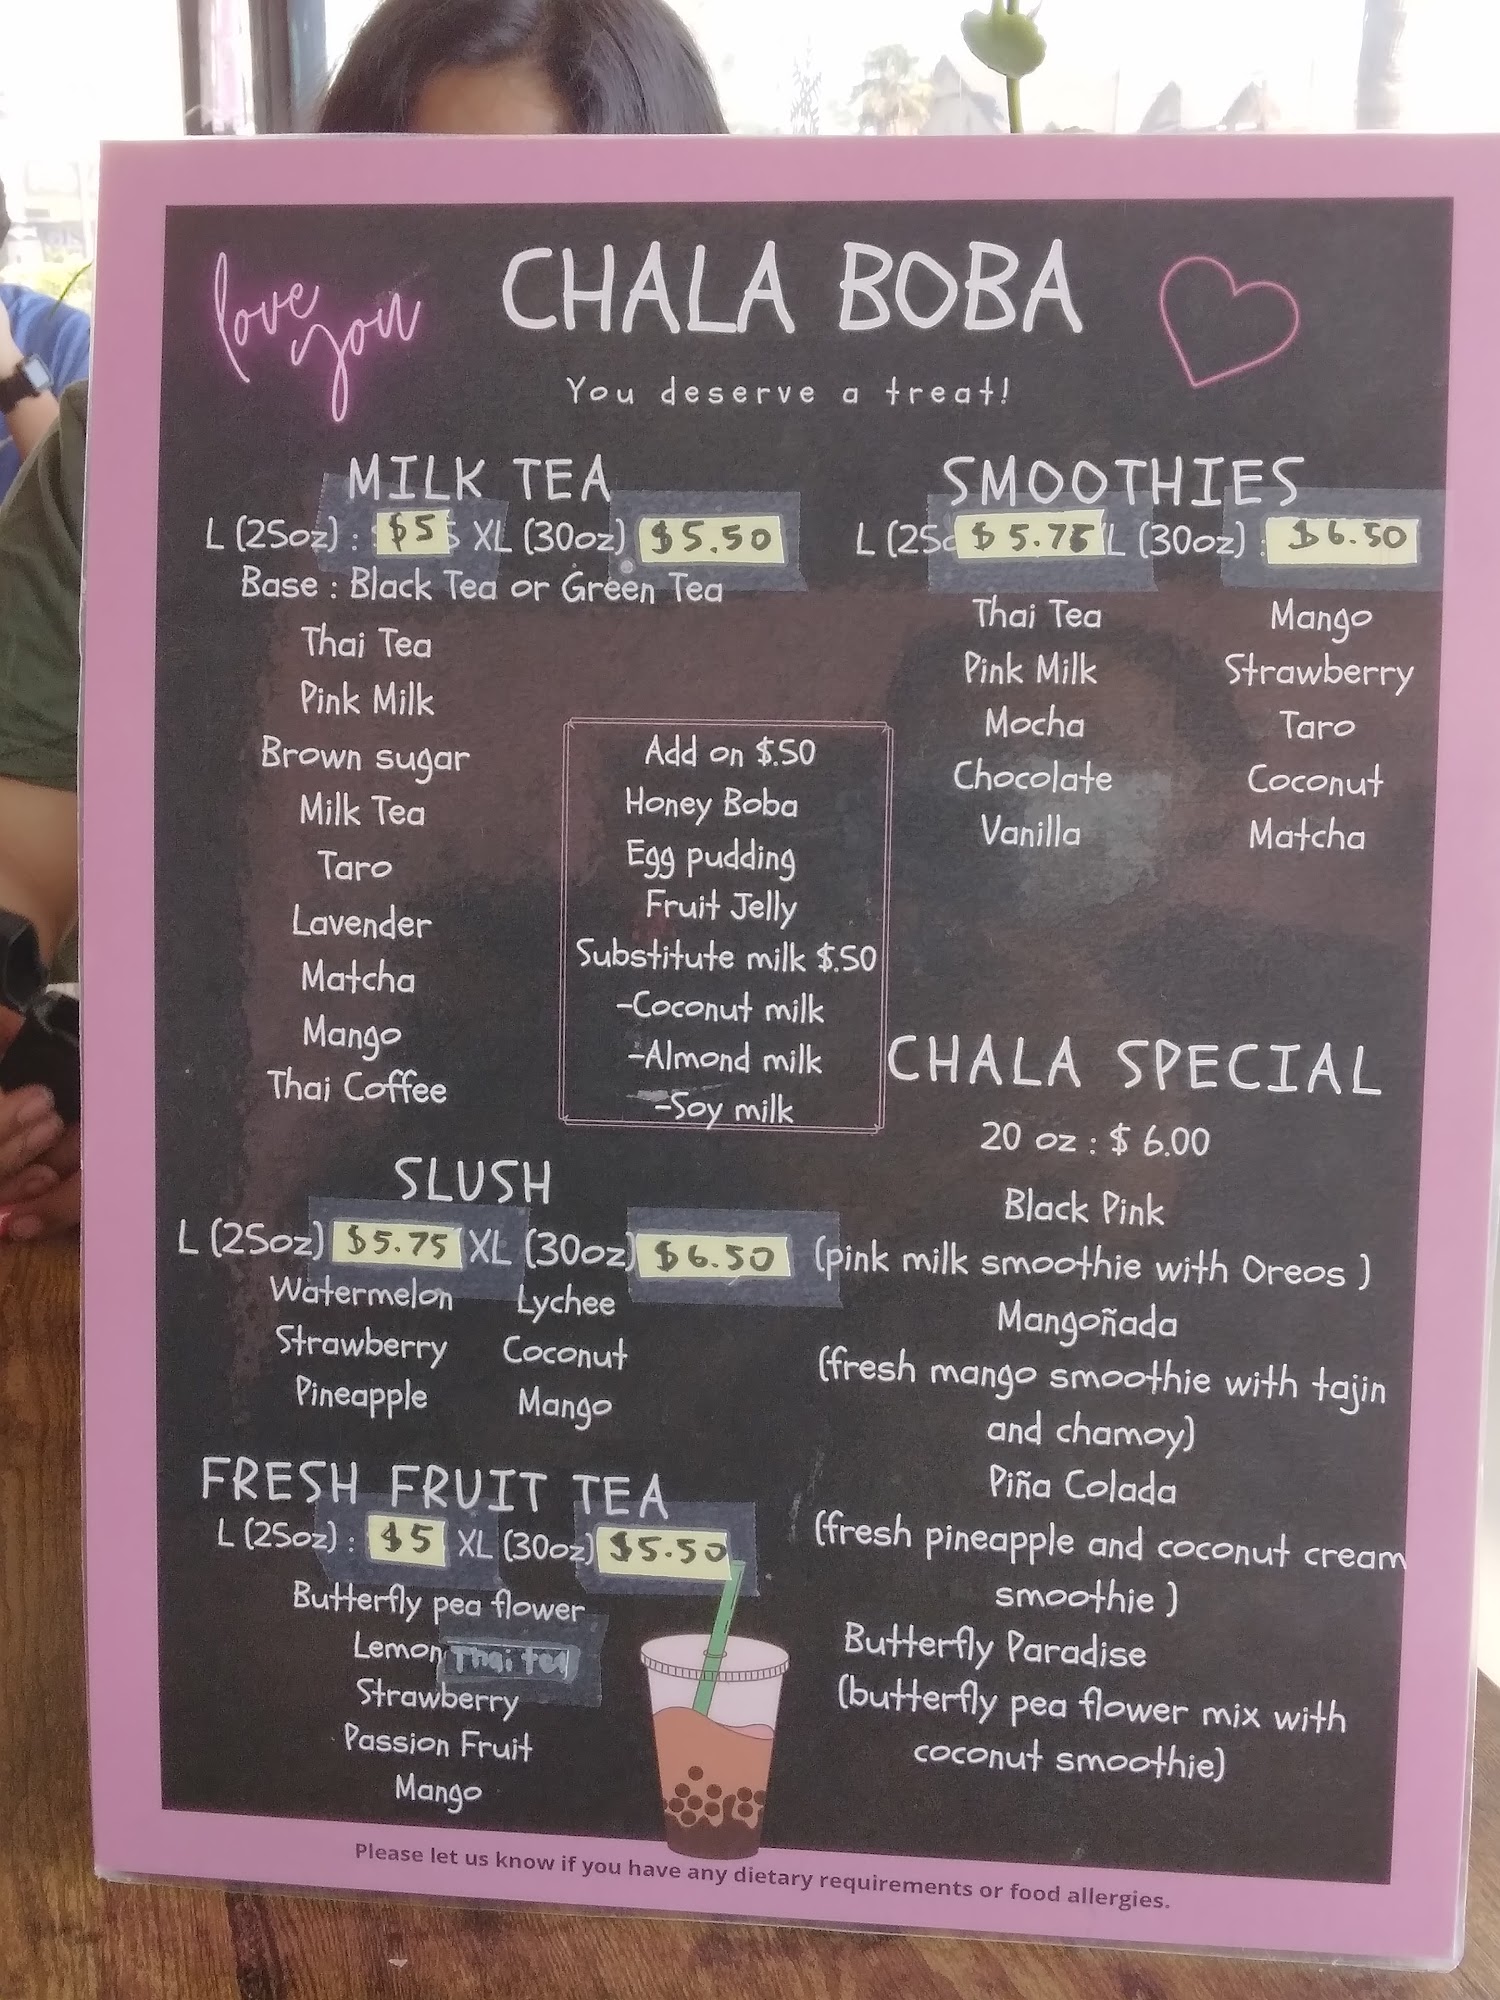 love
you
CHALA BOBA
You deserve a treat!
MILK TEA
L (25oz) : $5 XL (30oz) $5.50
Base : Black Tea or Green Tea
Thai Tea
Pink Milk
Brown sugar
Milk Tea
Taro
Lavender
Matcha
Mango
Thai Coffee
Add on $.50
Honey Boba
Egg pudding
Fruit Jelly
Substitute milk $.50
-Coconut milk
-Almond milk
-Soy milk
SMOOTHIES
L (25o $5.75 L (30oz) : $6.50
Thai Tea Mango
Pink Milk Strawberry
Mocha Taro
Chocolate Coconut
Vanilla Matcha
SLUSH
L (25oz) $5.75 XL (30oz) $6.50
Watermelon Lychee
Strawberry Coconut
Pineapple Mango
FRESH FRUIT TEA
L (25oz) : $5 XL (30oz) $5.50
Butterfly pea flower
Lemon Thai tea
Strawberry
Passion Fruit
Mango
CHALA SPECIAL
20 oz : $ 6.00
Black Pink
(pink milk smoothie with Oreos )
Mangoñada
(fresh mango smoothie with tajin
and chamoy)
Piña Colada
(fresh pineapple and coconut cream
smoothie )
Butterfly Paradise
(butterfly pea flower mix with
coconut smoothie)
Please let us know if you have any dietary requirements or food allergies.